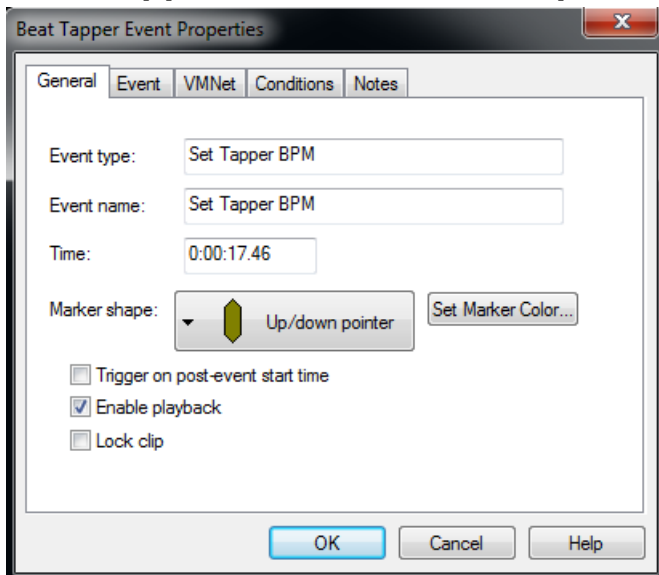 Beat Tapper Event Properties
General Event VMNet Conditions Notes
Event type: Set Tapper BPM
Event name: Set Tapper BPM
Time: 0:00:17.46
Marker shape: Up/down pointer Set Marker Color...
Trigger on post-event start time
Enable playback
Lock clip
OK Cancel Help